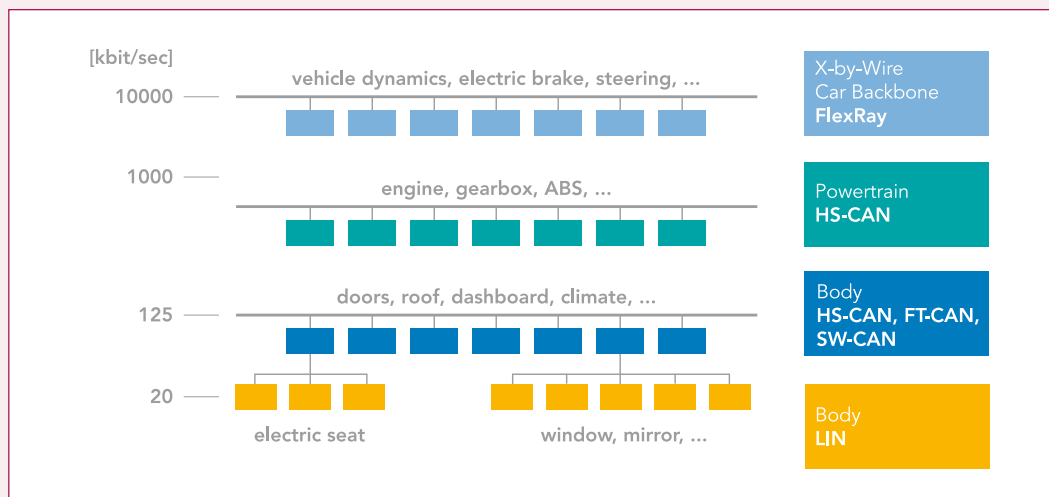 [kbit/sec]
vehicle dynamics, electric brake, steering, ...
10000
X-by-Wire
Car Backbone
FlexRay
1000
engine, gearbox, ABS, ...
Powertrain
HS-CAN
doors, roof, dashboard, climate, ...
125
Body
HS-CAN, FT-CAN,
SW-CAN
20
electric seat
window, mirror, ...
Body
LIN